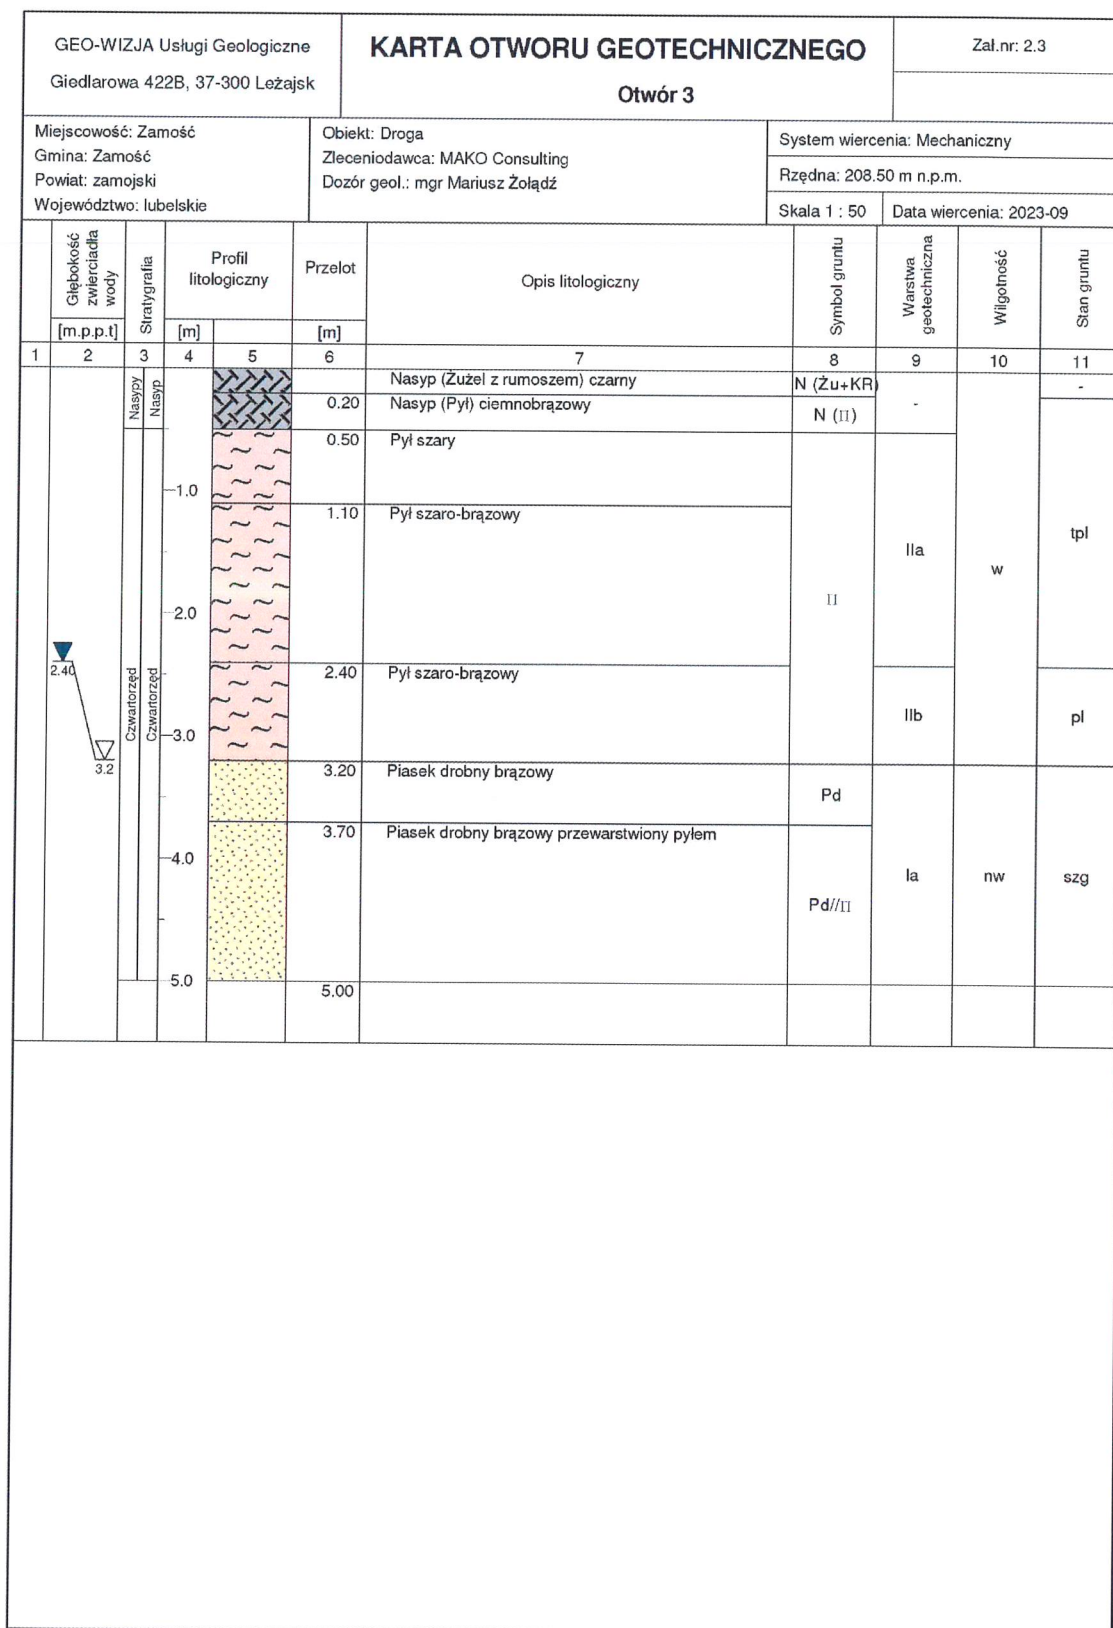 GEO-WIZJA Usługi Geologiczne
Giedlarowa 422B, 37-300 Leżajsk
KARTA OTWORU GEOTECHNICZNEGO
Otwór 3
Zał.nr: 2.3
Miejscowość: Zamość
Gmina: Zamość
Powiat: zamojski
Województwo: lubelskie
Obiekt: Droga
Zleceniodawca: MAKO Consulting
Dozór geol.: mgr Mariusz Żołądź
System wiercenia: Mechaniczny
Rzędna: 208.50 m n.p.m.
Skala 1 : 50
Data wiercenia: 2023-09
Głębokość
zwierciadła
wody
[m.p.p.t]
Stratygrafia
Profil
litologiczny
[m]
Przelot
[m]
Opis litologiczny
Symbol gruntu
Warstwa
geotechniczna
Wilgotność
Stan gruntu
1 2 3 4 5 6 7 8 9 10 11
Nasypy
Nasyp
Nasyp (Żużel z rumoszem) czarny
N (Żu+KR)
-
-
0.20 Nasyp (Pył) ciemnobrązowy
N (Π)
0.50 Pył szary
1.0
1.10 Pył szaro-brązowy
IIa
tpl
w
Π
2.0
2.40
2.40 Pył szaro-brązowy
Czwartorzęd
Czwartorzęd
IIb
pl
3.0
3.2
3.20 Piasek drobny brązowy
Pd
3.70 Piasek drobny brązowy przewarstwiony pyłem
4.0
Ia
nw
szg
Pd//Π
5.0
5.00